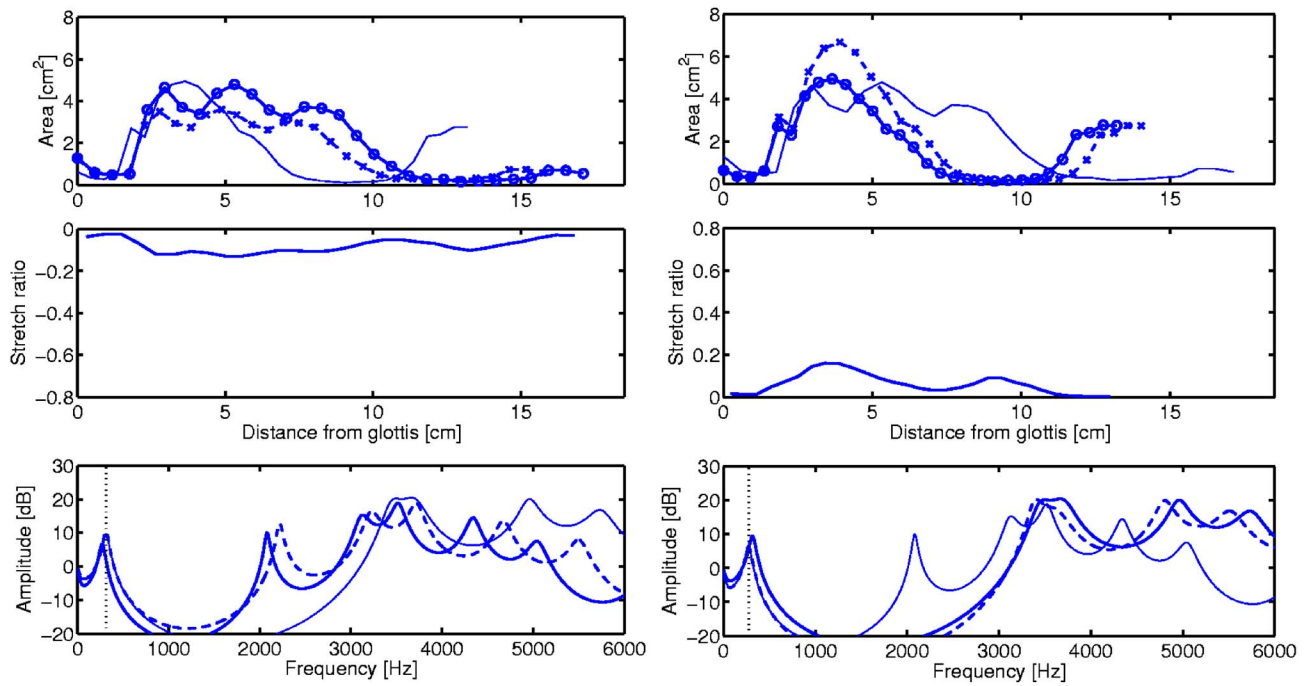 8
6
4
2
0
Area [cm²]
0 5 10 15
8
6
4
2
0
Area [cm²]
0 5 10 15
0
−0.2
−0.4
−0.6
−0.8
Stretch ratio
0 5 10 15
Distance from glottis [cm]
0.8
0.6
0.4
0.2
0
Stretch ratio
0 5 10 15
Distance from glottis [cm]
30
20
10
0
−10
−20
Amplitude [dB]
0 1000 2000 3000 4000 5000 6000
Frequency [Hz]
30
20
10
0
−10
−20
Amplitude [dB]
0 1000 2000 3000 4000 5000 6000
Frequency [Hz]